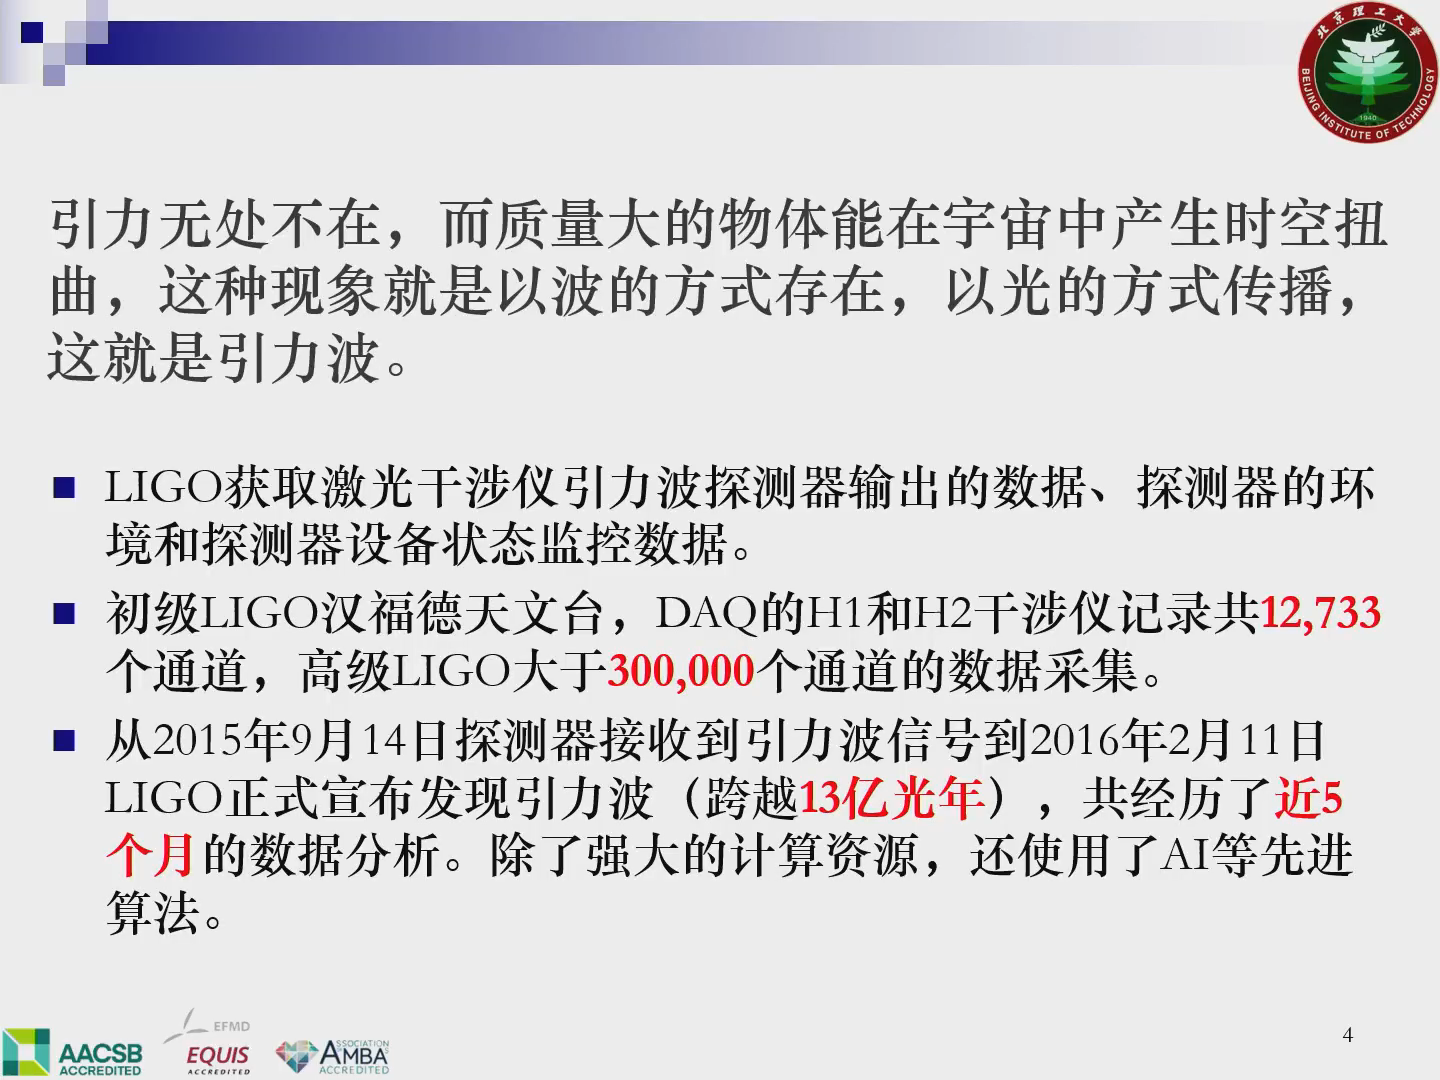 北京理工大学
BEIJING INSTITUTE OF TECHNOLOGY
1940
引力无处不在，而质量大的物体能在宇宙中产生时空扭
曲，这种现象就是以波的方式存在，以光的方式传播，
这就是引力波。
LIGO获取激光干涉仪引力波探测器输出的数据、探测器的环
境和探测器设备状态监控数据。
初级LIGO汉福德天文台，DAQ的H1和H2干涉仪记录共12,733
个通道，高级LIGO大于300,000个通道的数据采集。
从2015年9月14日探测器接收到引力波信号到2016年2月11日
LIGO正式宣布发现引力波（跨越13亿光年），共经历了近5
个月的数据分析。除了强大的计算资源，还使用了AI等先进
算法。
AACSB
ACCREDITED
EFMD
EQUIS
ACCREDITED
ASSOCIATION
AMBAs
ACCREDITED
4